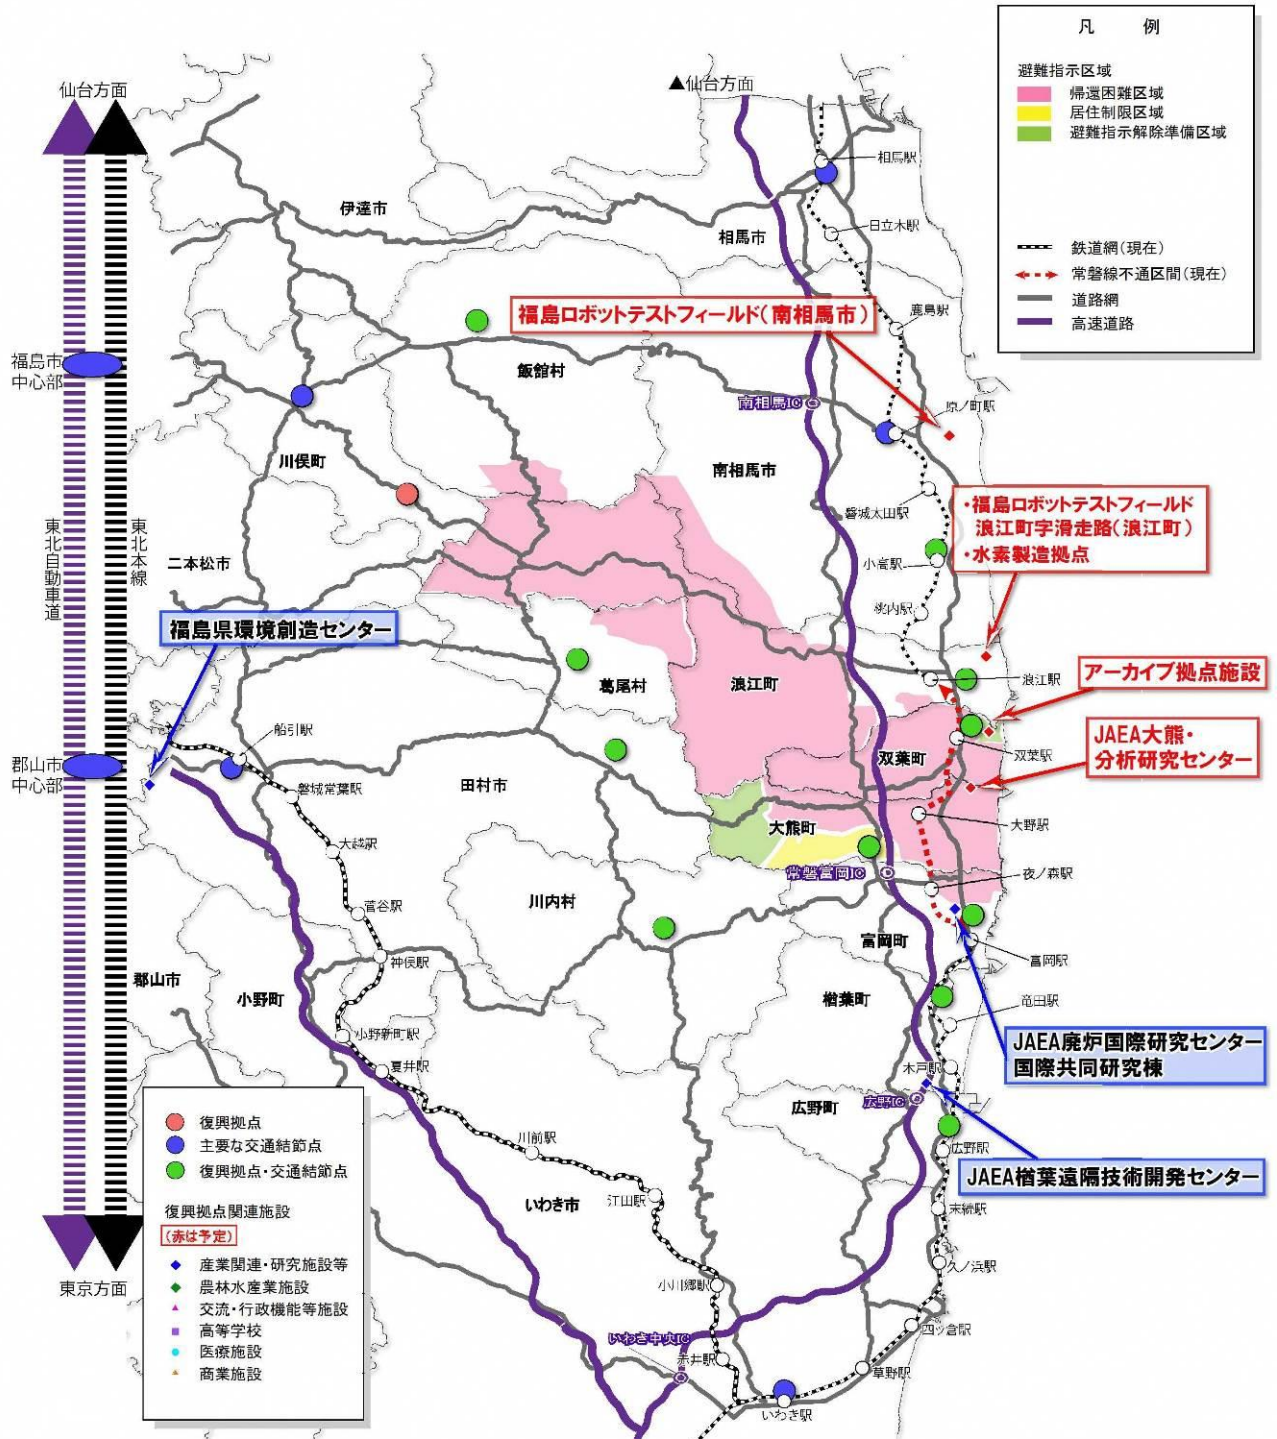 凡　例
避難指示区域
帰還困難区域
居住制限区域
避難指示解除準備区域
鉄道網(現在)
常磐線不通区間(現在)
道路網
高速道路
仙台方面
▲仙台方面
相馬駅
伊達市
相馬市
日立木駅
福島ロボットテストフィールド(南相馬市)
鹿島駅
福島市
中心部
飯館村
南相馬IC
原ノ町駅
川俣町
南相馬市
・福島ロボットテストフィールド
浪江町字滑走路(浪江町)
・水素製造拠点
磐城太田駅
東北自動車道
東北本線
二本松市
小高駅
桃内駅
福島県環境創造センター
葛尾村
浪江町
浪江駅
アーカイブ拠点施設
船引駅
双葉町
双葉駅
JAEA大熊・
分析研究センター
郡山市
中心部
磐城常葉駅
田村市
大熊町
大野駅
大越駅
常磐富岡IC
夜ノ森駅
菅谷駅
川内村
富岡町
神俣駅
富岡駅
郡山市
小野町
楢葉町
竜田駅
小野新町駅
JAEA廃炉国際研究センター
国際共同研究棟
夏井駅
木戸駅
広野町
広野IC
復興拠点
主要な交通結節点
復興拠点・交通結節点
川前駅
広野駅
JAEA楢葉遠隔技術開発センター
江田駅
いわき市
末続駅
復興拠点関連施設
(赤は予定)
産業関連・研究施設等
農林水産業施設
交流・行政機能等施設
高等学校
医療施設
商業施設
久ノ浜駅
東京方面
小川郷駅
四ッ倉駅
いわき中央IC
赤井駅
草野駅
いわき駅